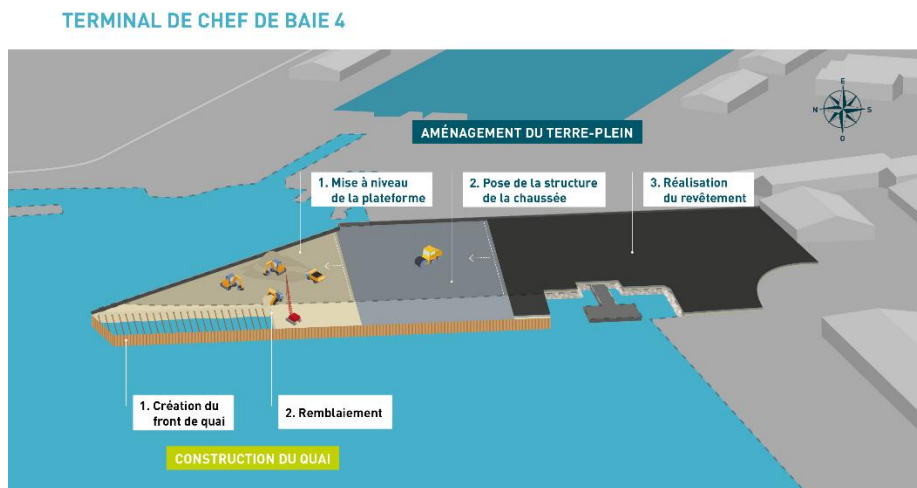 TERMINAL DE CHEF DE BAIE 4
E
N
S
O
AMÉNAGEMENT DU TERRE-PLEIN
1. Mise à niveau
de la plateforme
2. Pose de la structure
de la chaussée
3. Réalisation
du revêtement
1. Création du
front de quai
2. Remblaiement
CONSTRUCTION DU QUAI